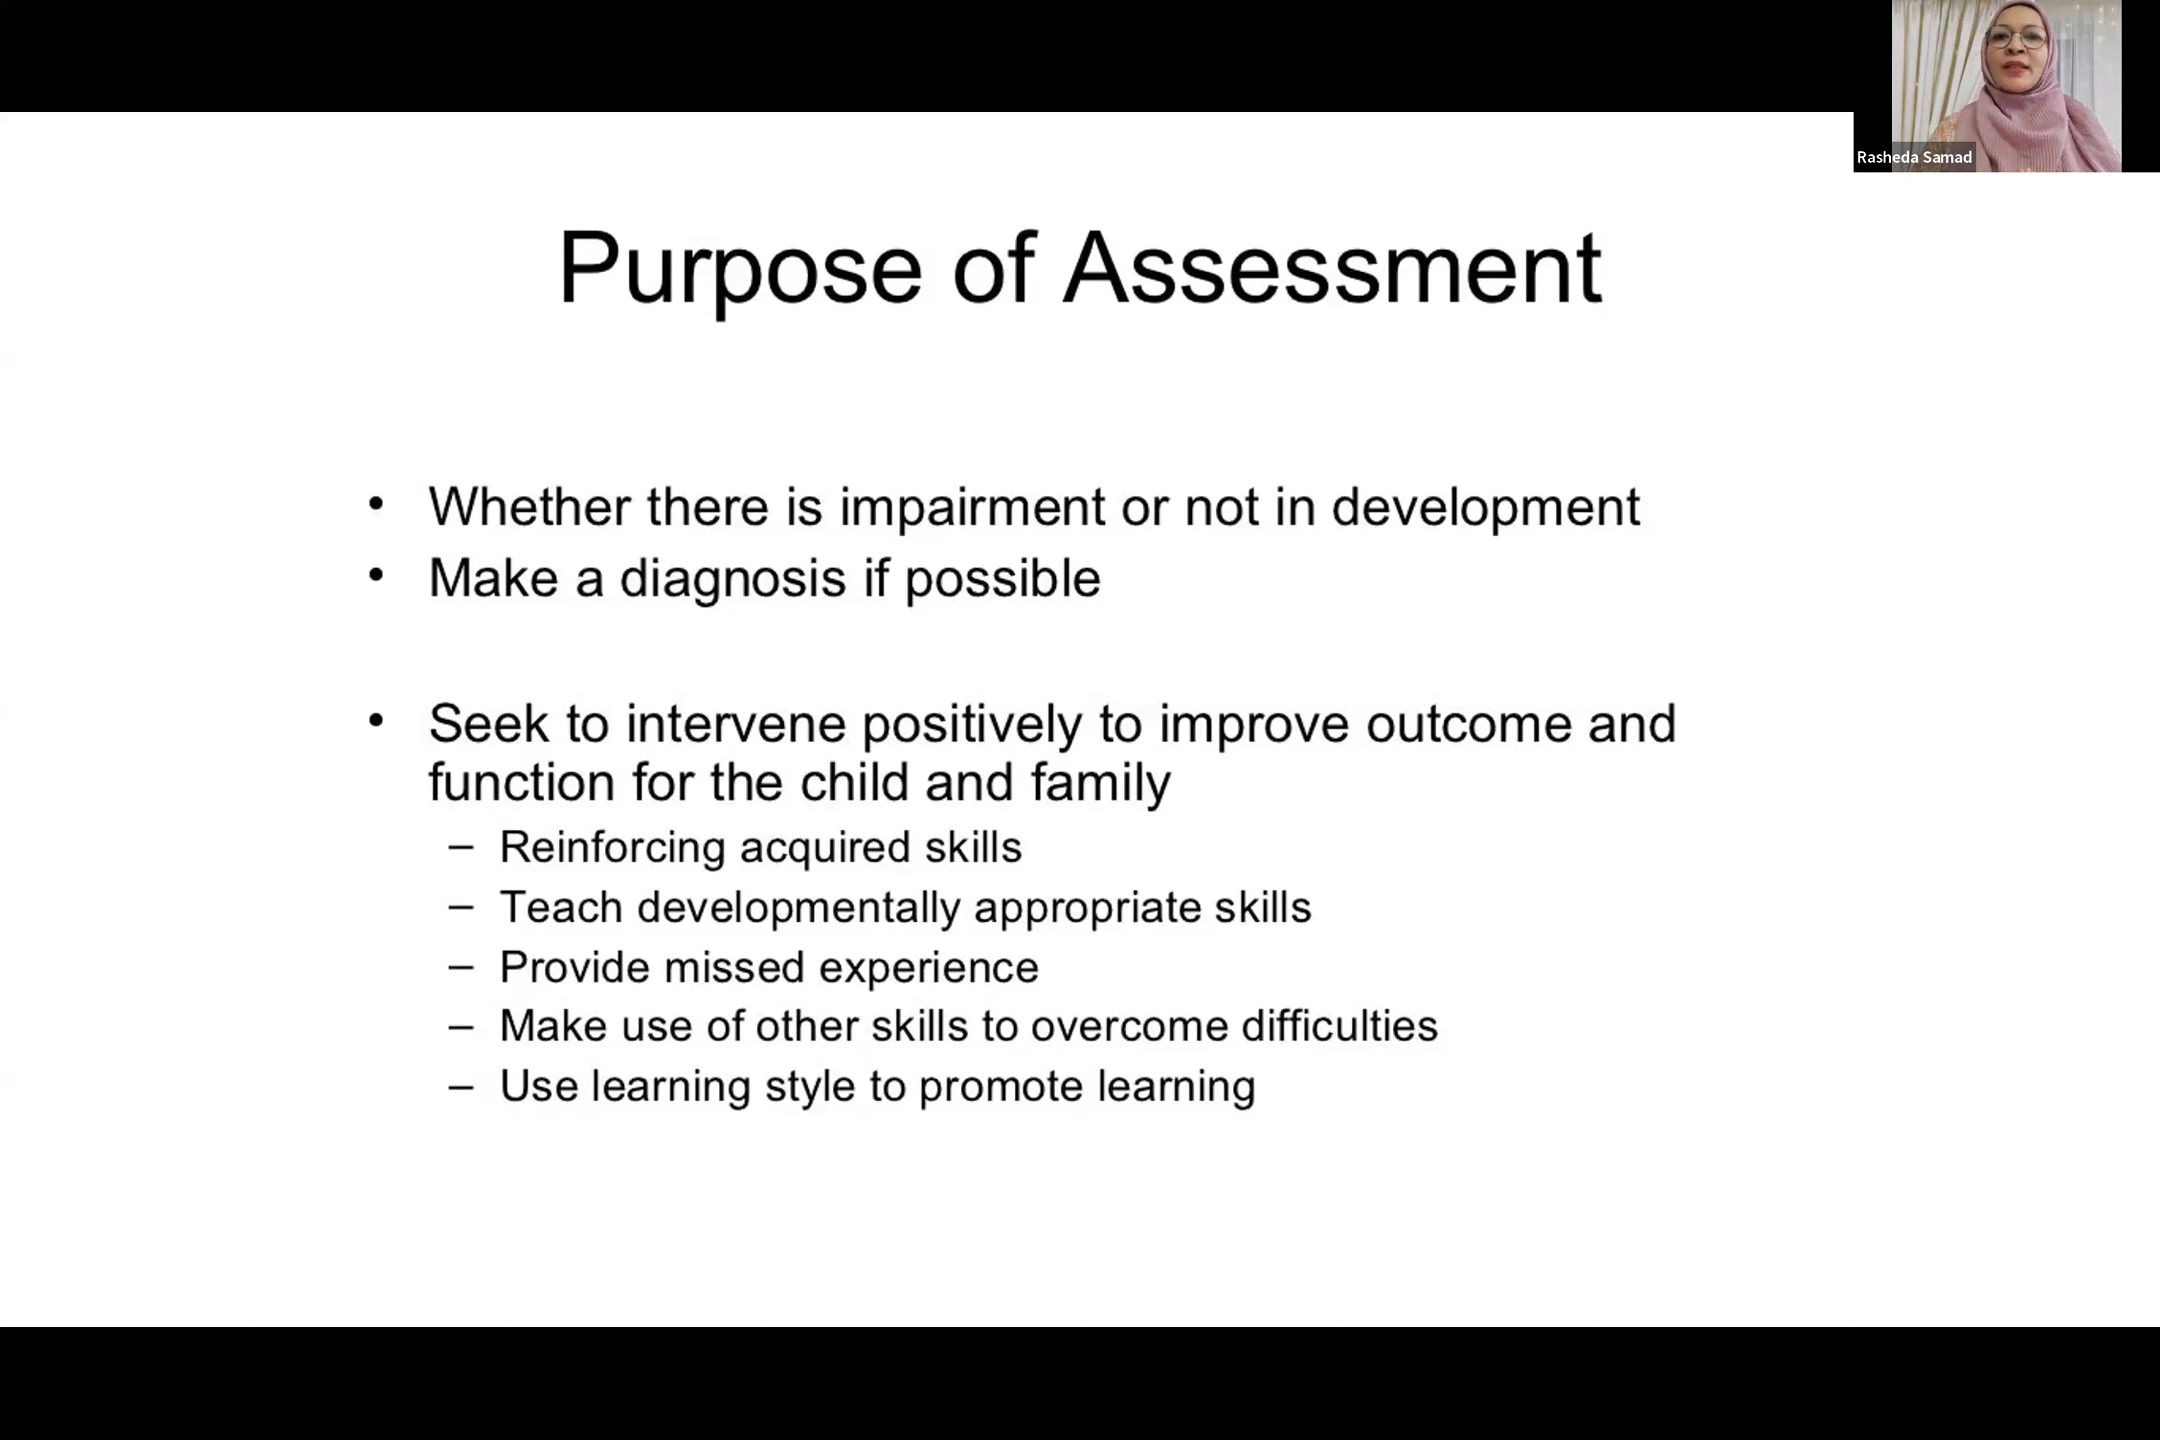 Rasheda Samad
Purpose of Assessment
• Whether there is impairment or not in development
• Make a diagnosis if possible
• Seek to intervene positively to improve outcome and
function for the child and family
– Reinforcing acquired skills
– Teach developmentally appropriate skills
– Provide missed experience
– Make use of other skills to overcome difficulties
– Use learning style to promote learning